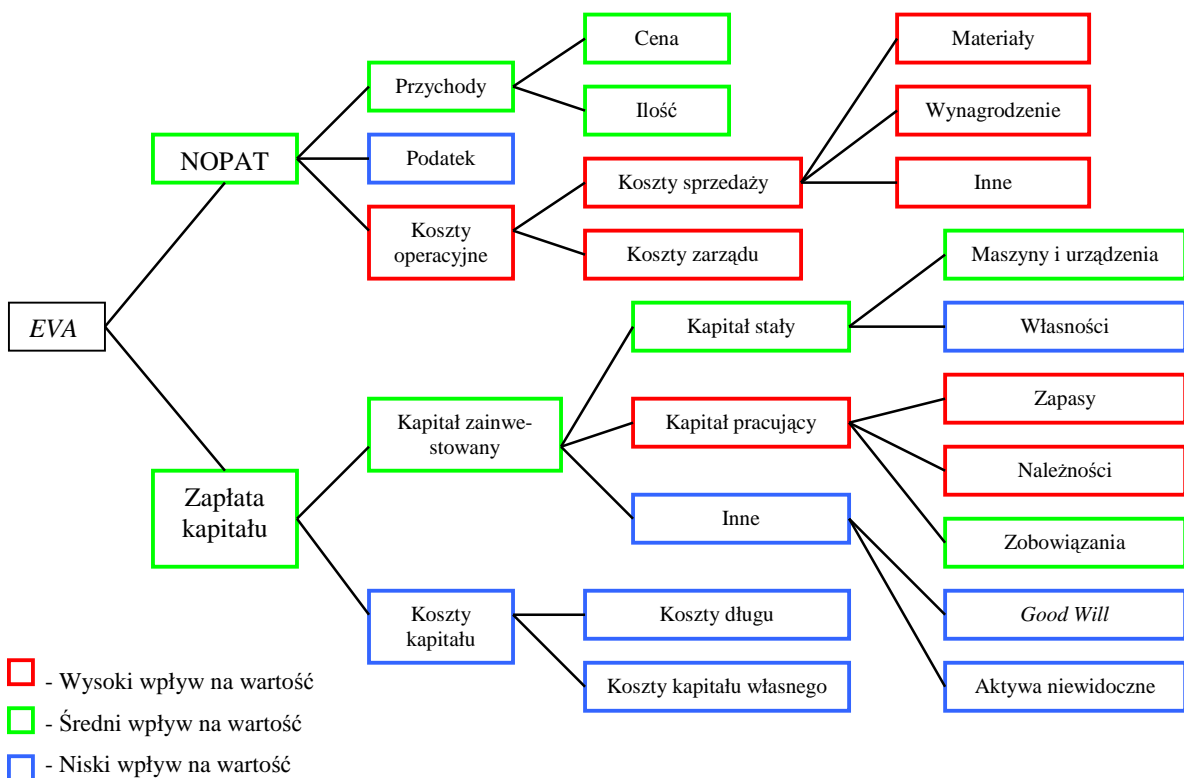 Cena
Materiały
Przychody
Ilość
Wynagrodzenie
NOPAT
Podatek
Koszty sprzedaży
Inne
Koszty
operacyjne
Koszty zarządu
Maszyny i urządzenia
EVA
Kapitał stały
Własności
Kapitał zainwe-
stowany
Kapitał pracujący
Zapasy
Należności
Zapłata
kapitału
Inne
Zobowiązania
Koszty
kapitału
Koszty długu
Good Will
Koszty kapitału własnego
Aktywa niewidoczne
- Wysoki wpływ na wartość
- Średni wpływ na wartość
- Niski wpływ na wartość